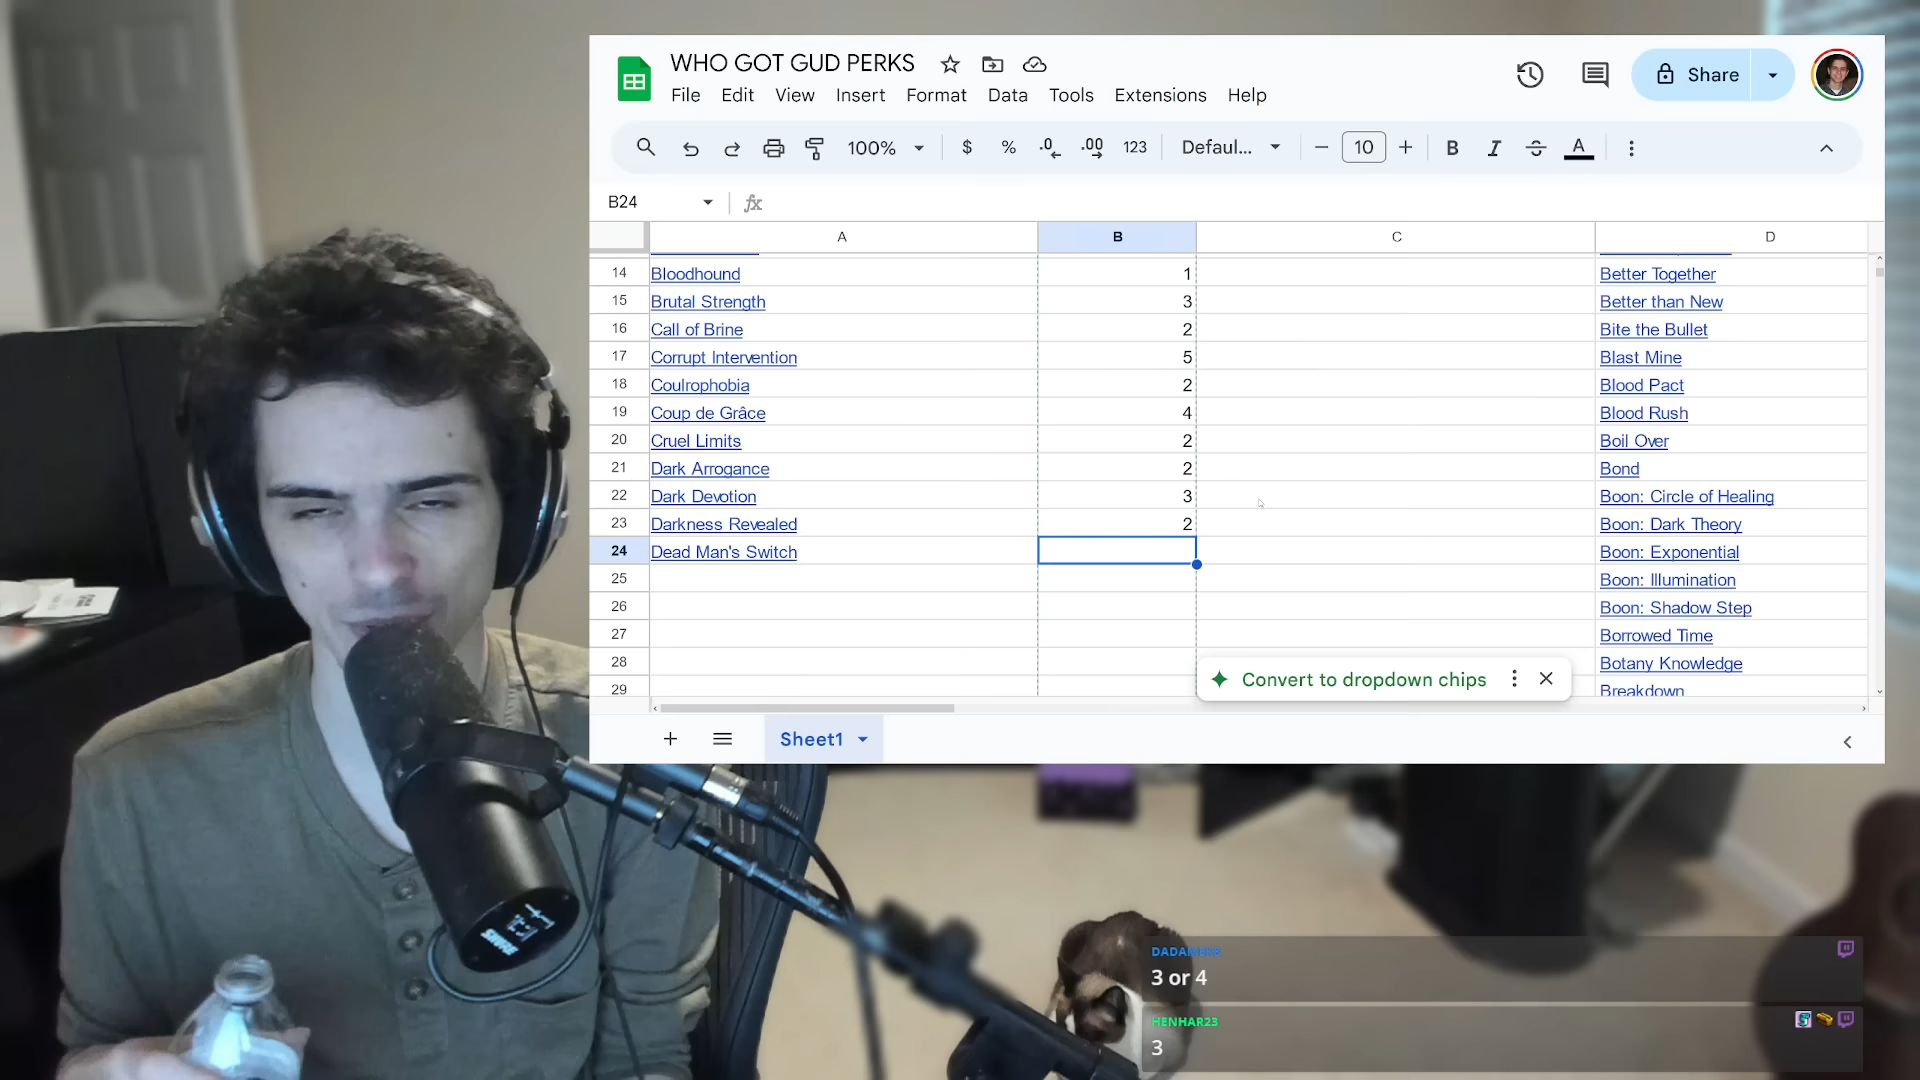 WHO GOT GUD PERKS
Share
File Edit View Insert Format Data Tools Extensions Help
100% $ % .0 .00 123 Defaul... 10 B I A
B24 fx
A B C D
14 Bloodhound 1 Better Together
15 Brutal Strength 3 Better than New
16 Call of Brine 2 Bite the Bullet
17 Corrupt Intervention 5 Blast Mine
18 Coulrophobia 2 Blood Pact
19 Coup de Grâce 4 Blood Rush
20 Cruel Limits 2 Boil Over
21 Dark Arrogance 2 Bond
22 Dark Devotion 3 Boon: Circle of Healing
23 Darkness Revealed 2 Boon: Dark Theory
24 Dead Man's Switch Boon: Exponential
25 Boon: Illumination
26 Boon: Shadow Step
27 Borrowed Time
28 Botany Knowledge
29 Breakdown
Convert to dropdown chips
Sheet1
3 or 4
HENHAR23
3
SHURE